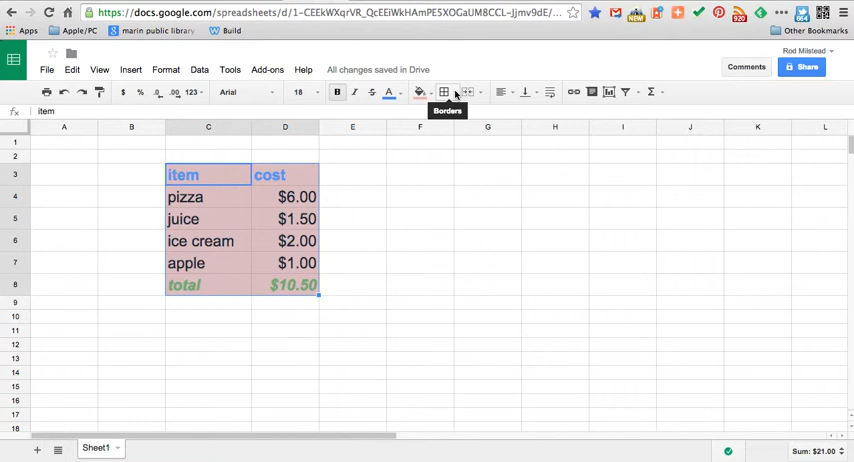 https://docs.google.com/spreadsheets/d/1-CEEkWXqrVR_QcEEiWkHAmPE5XOGaUM8CCL-Jjmv9dE/...
NEW 920 664
Apps Apple/PC marin public library Build Other Bookmarks
Rod Milstead
File Edit View Insert Format Data Tools Add-ons Help All changes saved in Drive Comments Share
$ % .0 .00 123 Arial 18 B I S A Σ
Borders
fx item
A B C D E F G H I J K L
1
2
3 item cost
4 pizza $6.00
5 juice $1.50
6 ice cream $2.00
7 apple $1.00
8 total $10.50
9
10
11
12
13
14
15
16
17
18
+ Sheet1 Sum: $21.00